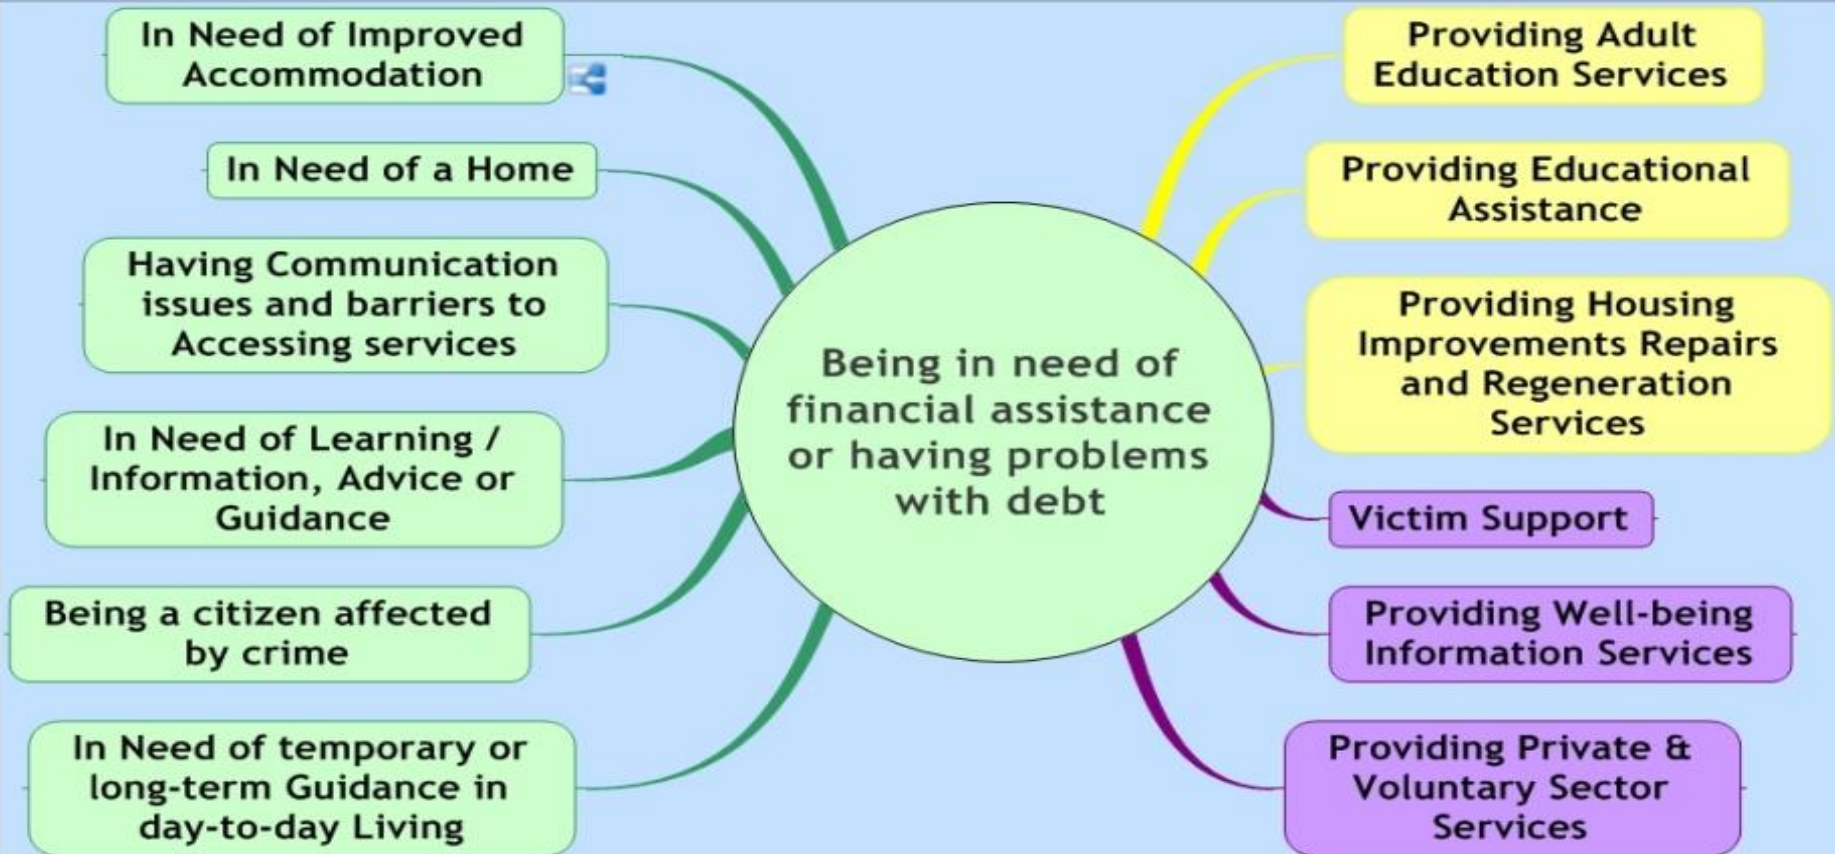 In Need of Improved
Accommodation
In Need of a Home
Having Communication
issues and barriers to
Accessing services
In Need of Learning /
Information, Advice or
Guidance
Being a citizen affected
by crime
In Need of temporary or
long-term Guidance in
day-to-day Living
Being in need of
financial assistance
or having problems
with debt
Providing Adult
Education Services
Providing Educational
Assistance
Providing Housing
Improvements Repairs
and Regeneration
Services
Victim Support
Providing Well-being
Information Services
Providing Private &
Voluntary Sector
Services